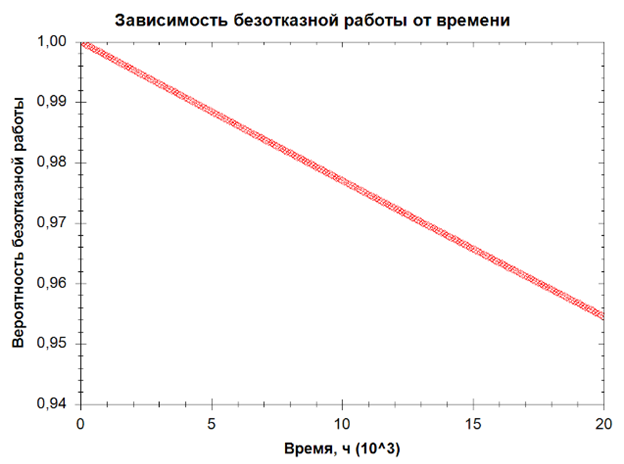 Зависимость безотказной работы от времени
Вероятность безотказной работы
1,00
0,99
0,98
0,97
0,96
0,95
0,94
0 5 10 15 20
Время, ч (10^3)